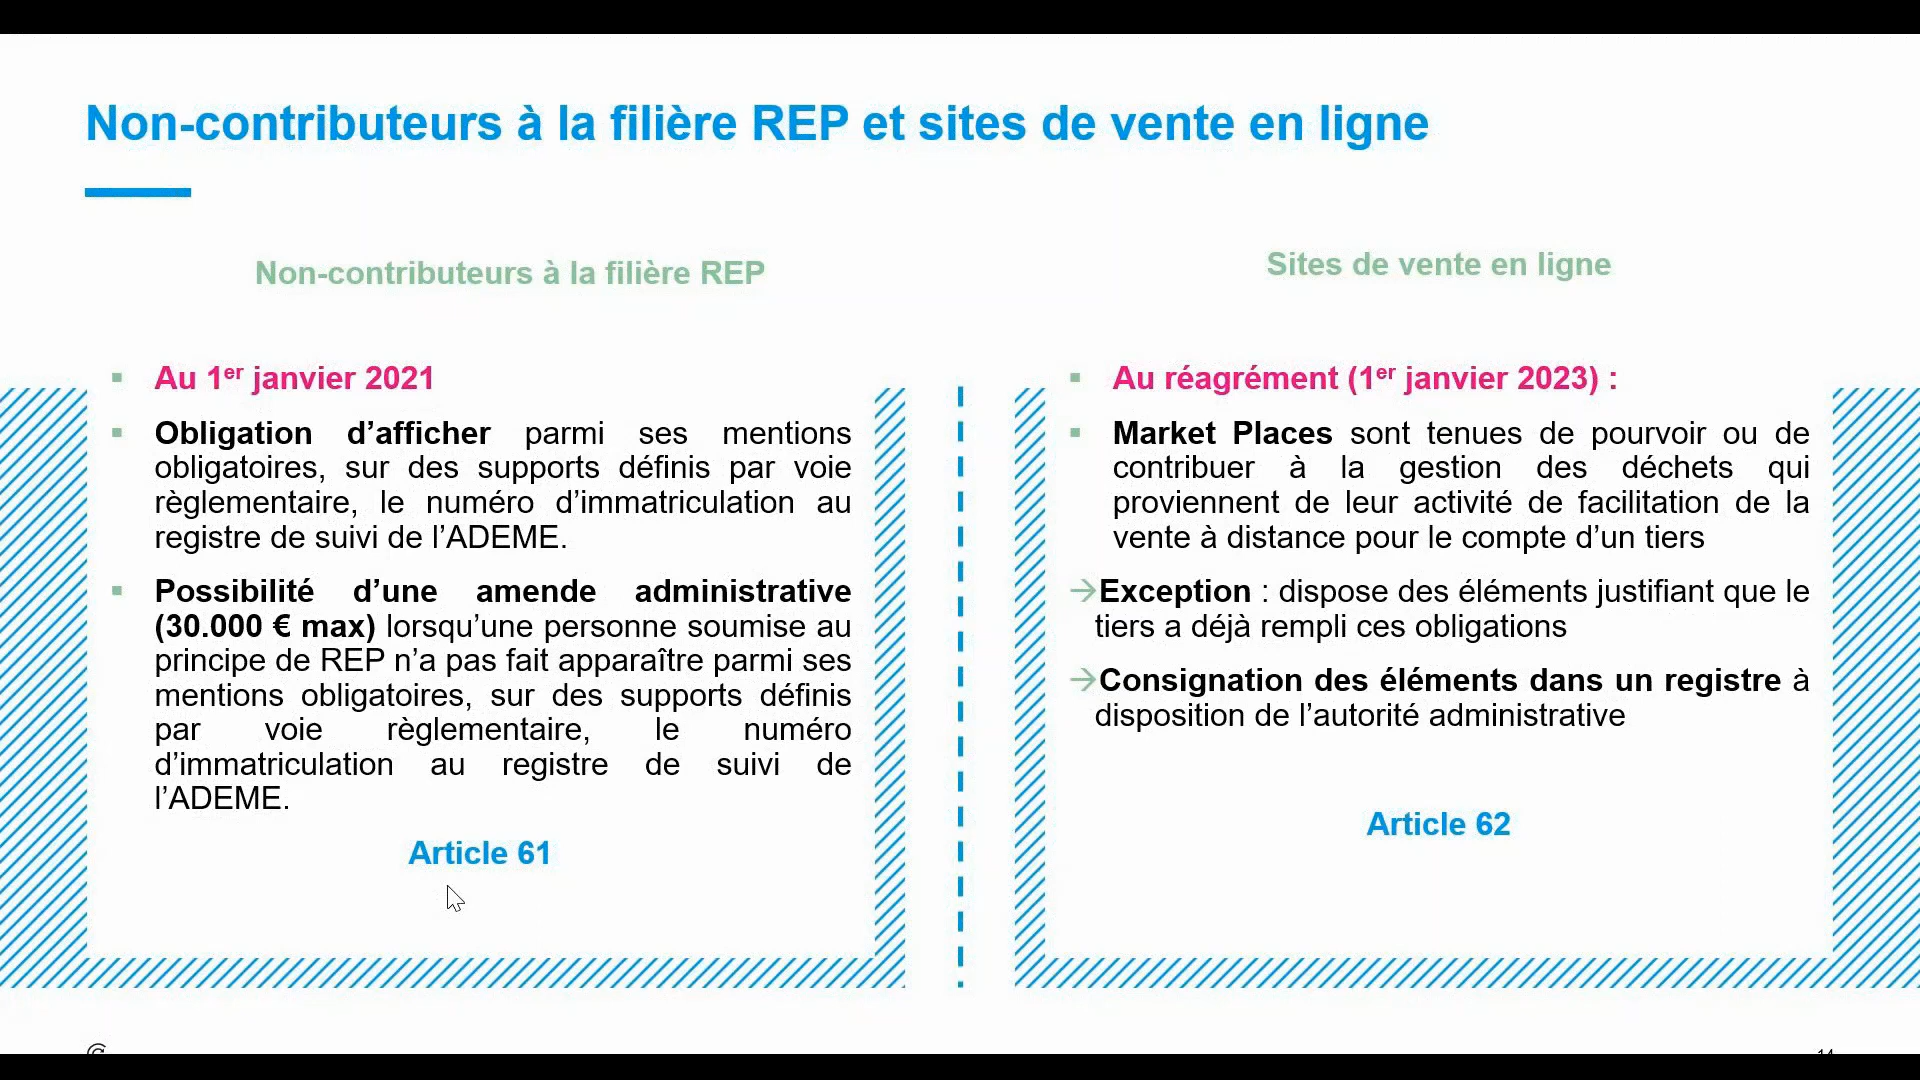 Non-contributeurs à la filière REP et sites de vente en ligne
Non-contributeurs à la filière REP
Au 1er janvier 2021
Obligation d’afficher parmi ses mentions
obligatoires, sur des supports définis par voie
règlementaire, le numéro d’immatriculation au
registre de suivi de l’ADEME.
Possibilité d’une amende administrative
(30.000 € max) lorsqu’une personne soumise au
principe de REP n’a pas fait apparaître parmi ses
mentions obligatoires, sur des supports définis
par voie règlementaire, le numéro
d’immatriculation au registre de suivi de
l’ADEME.
Article 61
Sites de vente en ligne
Au réagrément (1er janvier 2023) :
Market Places sont tenues de pourvoir ou de
contribuer à la gestion des déchets qui
proviennent de leur activité de facilitation de la
vente à distance pour le compte d’un tiers
→Exception : dispose des éléments justifiant que le
tiers a déjà rempli ces obligations
→Consignation des éléments dans un registre à
disposition de l’autorité administrative
Article 62